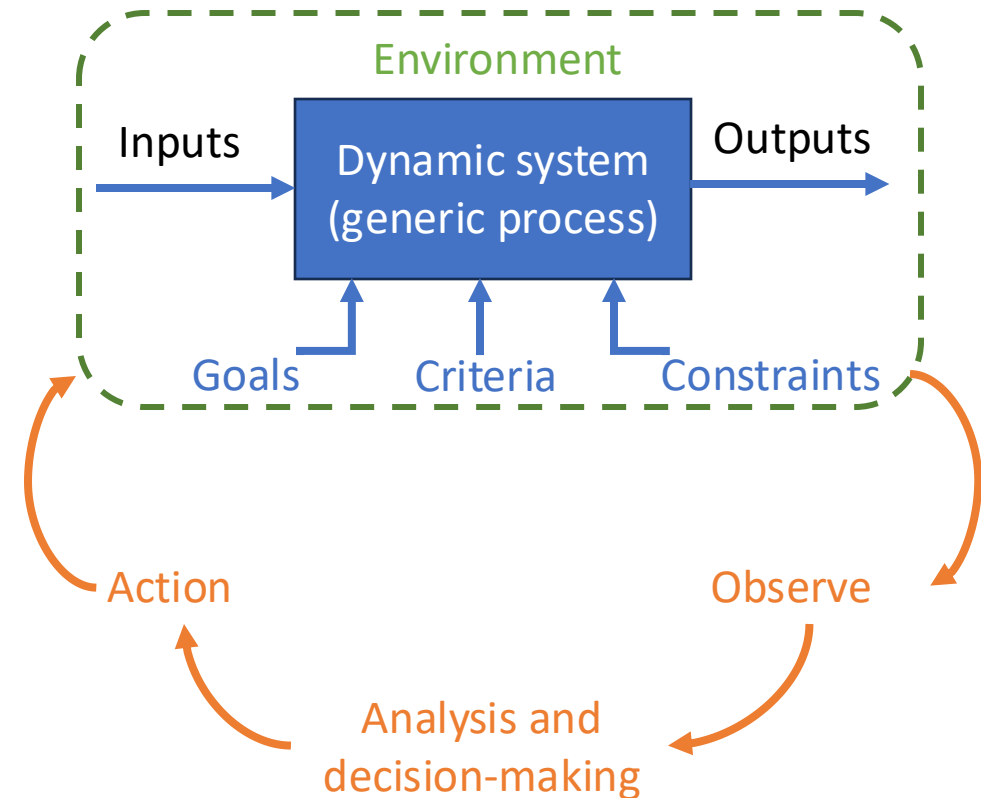 Environment
Inputs
Dynamic system
(generic process)
Outputs
Goals
Criteria
Constraints
Action
Observe
Analysis and
decision-making